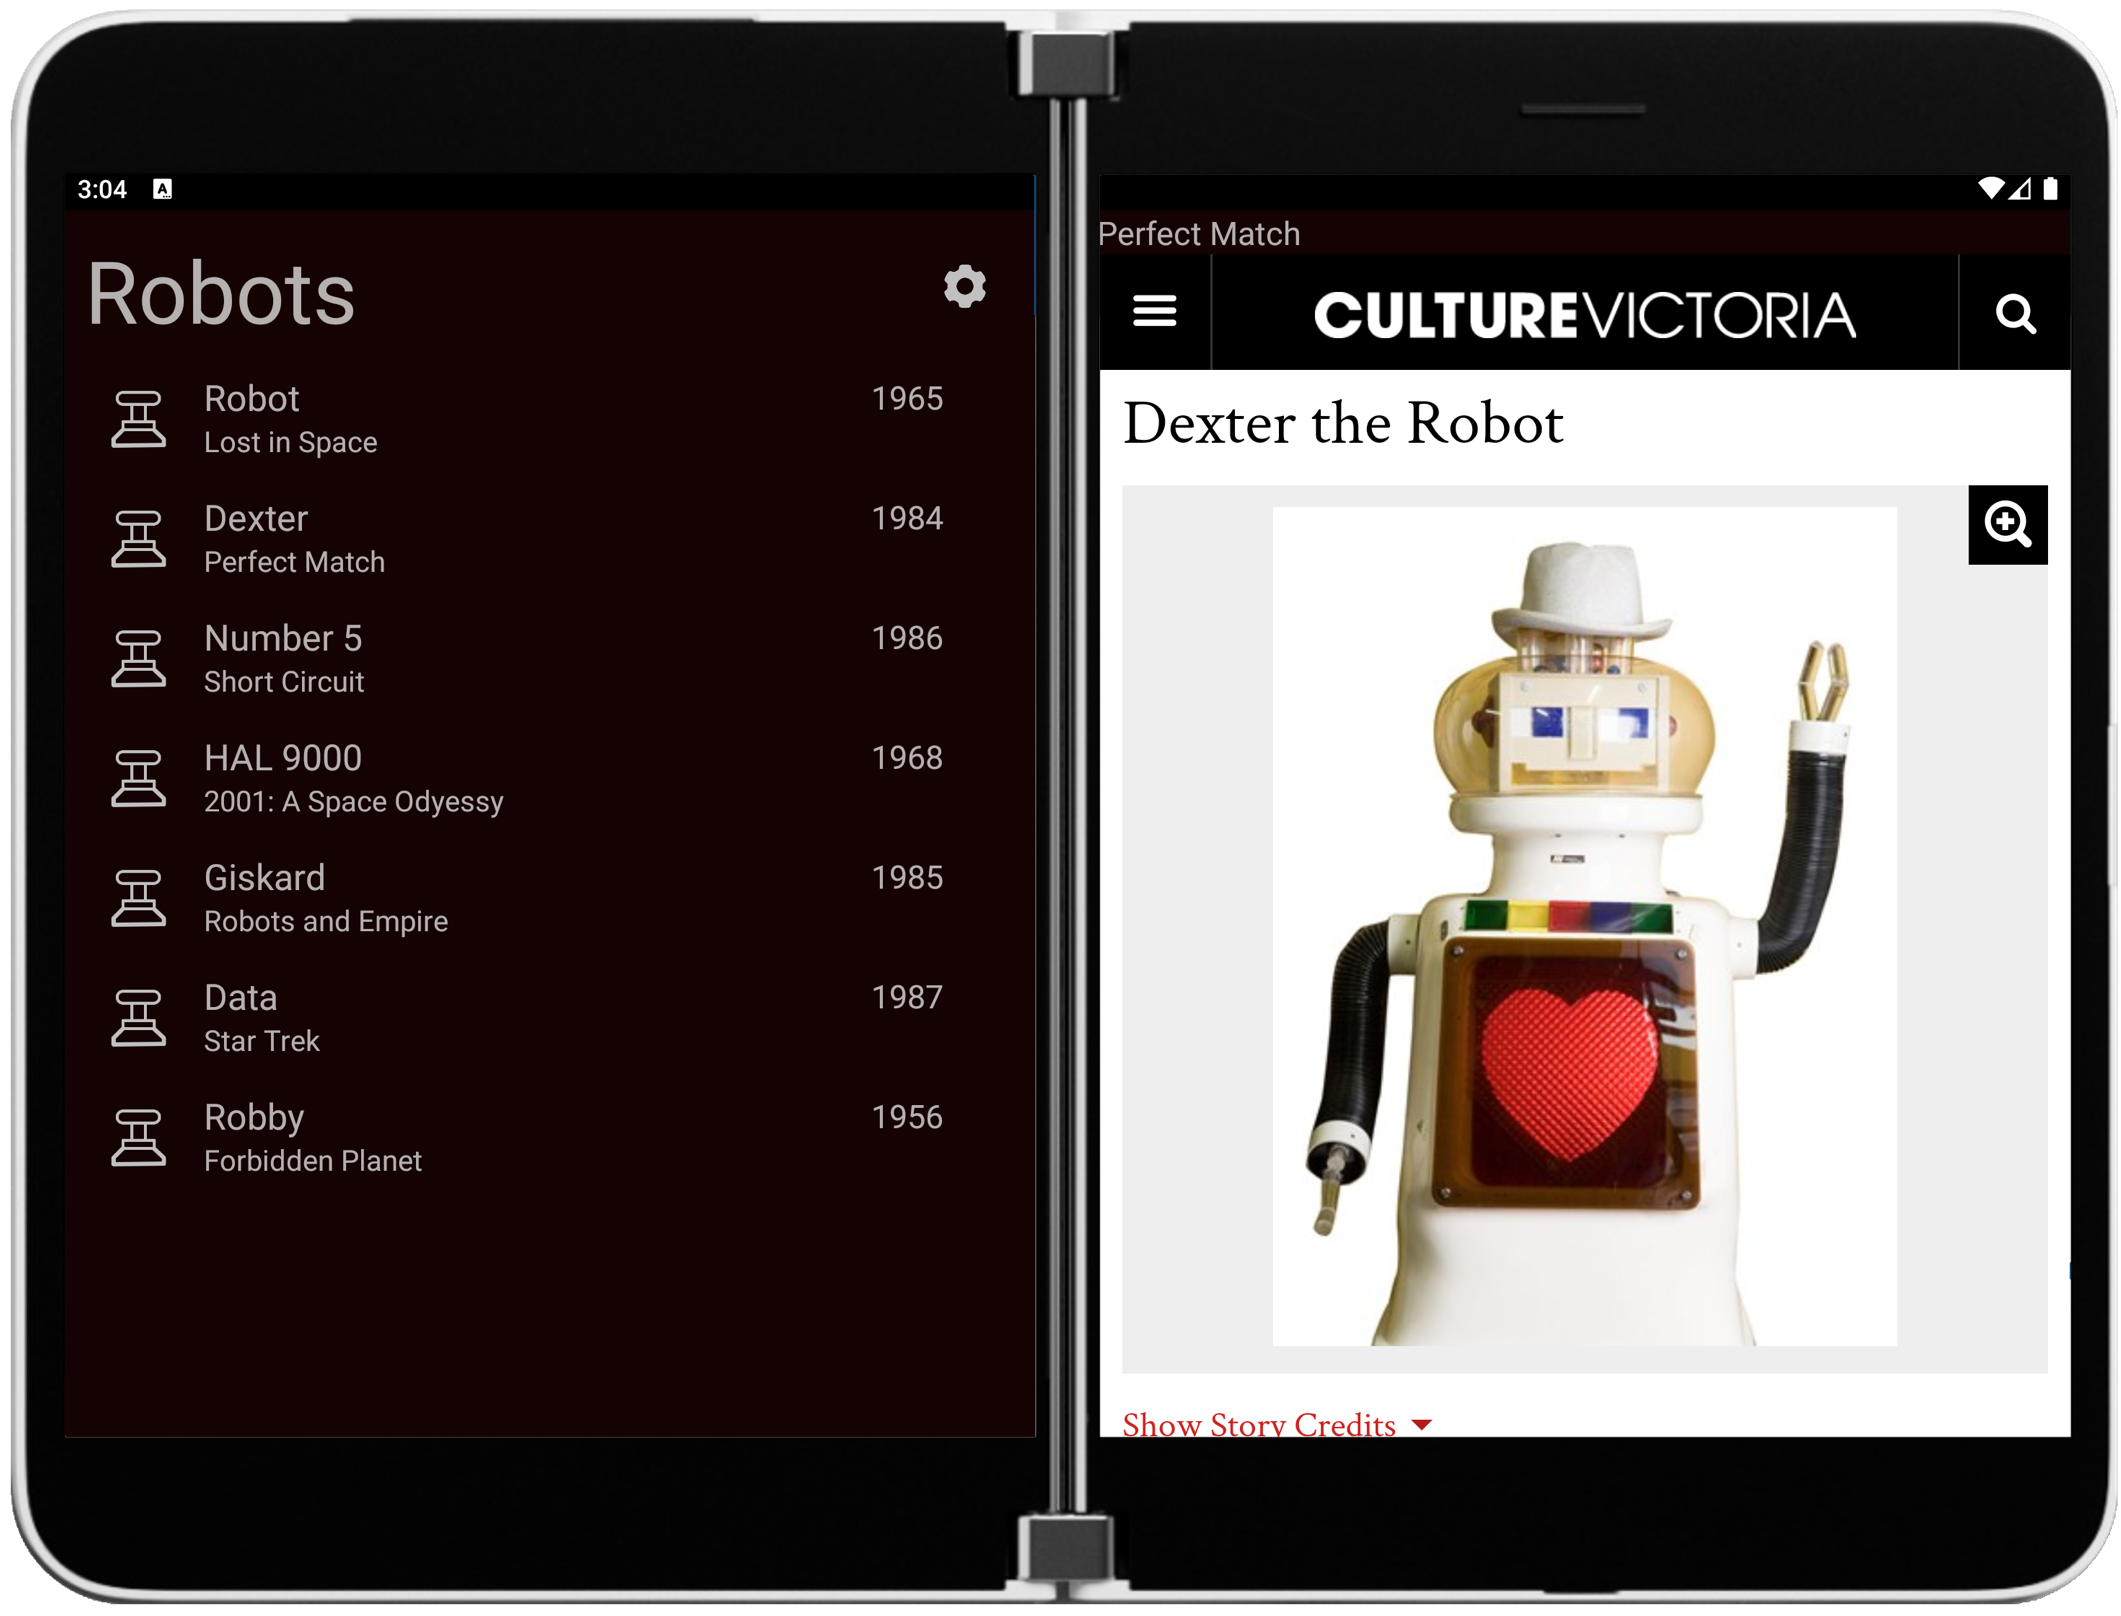 3:04
A
Robots
Robot
1965
Lost in Space
Dexter
1984
Perfect Match
Number 5
1986
Short Circuit
HAL 9000
1968
2001: A Space Odyessy
Giskard
1985
Robots and Empire
Data
1987
Star Trek
Robby
1956
Forbidden Planet
Perfect Match
CULTUREVICTORIA
Dexter the Robot
Show Story Credits